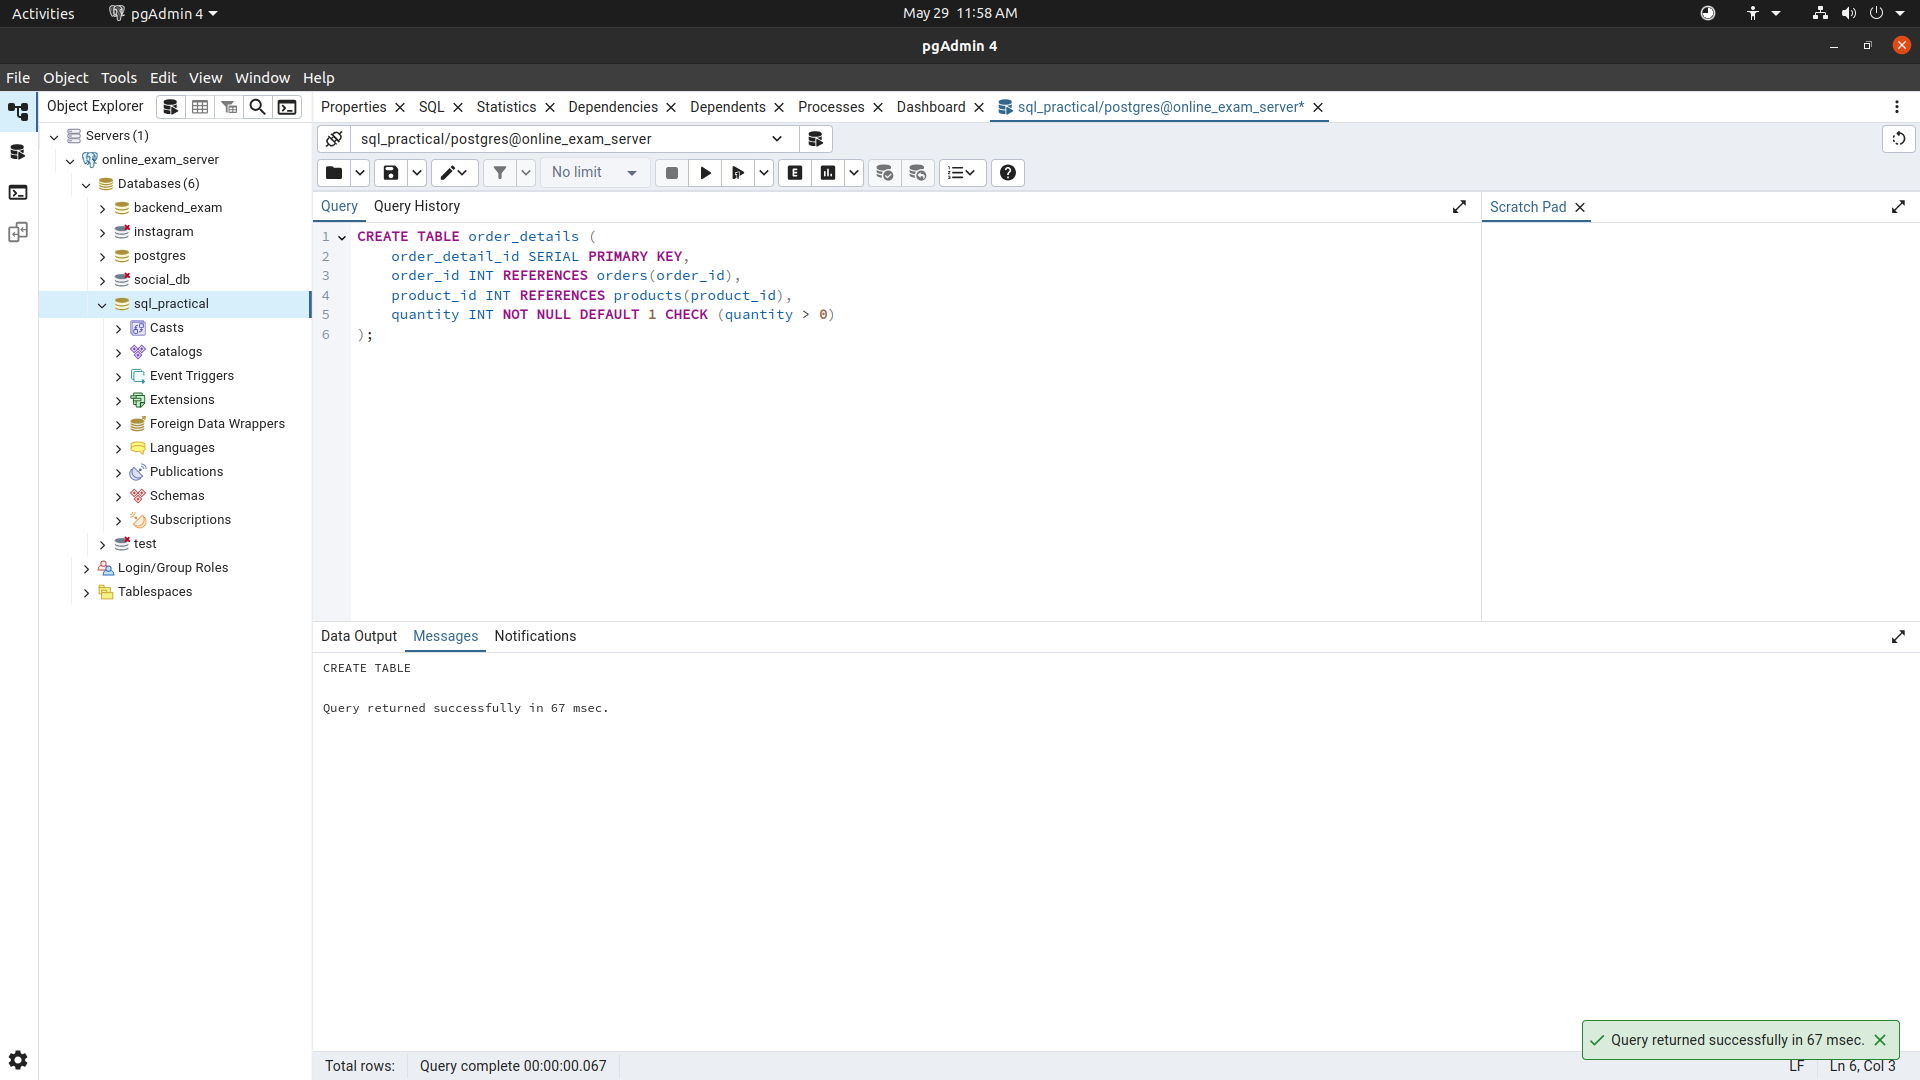 Activities pgAdmin 4 May 29 11:58 AM
pgAdmin 4
File Object Tools Edit View Window Help
Object Explorer
Properties SQL Statistics Dependencies Dependents Processes Dashboard sql_practical/postgres@online_exam_server*
Servers (1)
online_exam_server
Databases (6)
backend_exam
instagram
postgres
social_db
sql_practical
Casts
Catalogs
Event Triggers
Extensions
Foreign Data Wrappers
Languages
Publications
Schemas
Subscriptions
test
Login/Group Roles
Tablespaces
sql_practical/postgres@online_exam_server
No limit E
Query Query History
Scratch Pad
1 CREATE TABLE order_details (
2 order_detail_id SERIAL PRIMARY KEY,
3 order_id INT REFERENCES orders(order_id),
4 product_id INT REFERENCES products(product_id),
5 quantity INT NOT NULL DEFAULT 1 CHECK (quantity > 0)
6 );
Data Output Messages Notifications
CREATE TABLE
Query returned successfully in 67 msec.
Query returned successfully in 67 msec.
Total rows: Query complete 00:00:00.067 LF Ln 6, Col 3